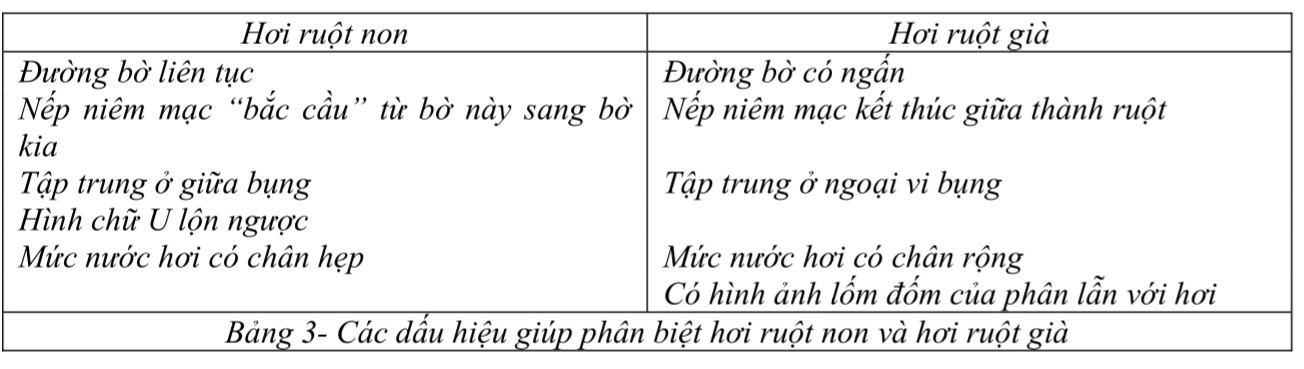 Hơi ruột non
Hơi ruột già
Đường bờ liên tục
Nếp niêm mạc “bắc cầu” từ bờ này sang bờ
kia
Tập trung ở giữa bụng
Hình chữ U lộn ngược
Mức nước hơi có chân hẹp
Đường bờ có ngấn
Nếp niêm mạc kết thúc giữa thành ruột
Tập trung ở ngoại vi bụng
Mức nước hơi có chân rộng
Có hình ảnh lốm đốm của phân lẫn với hơi
Bảng 3- Các dấu hiệu giúp phân biệt hơi ruột non và hơi ruột già